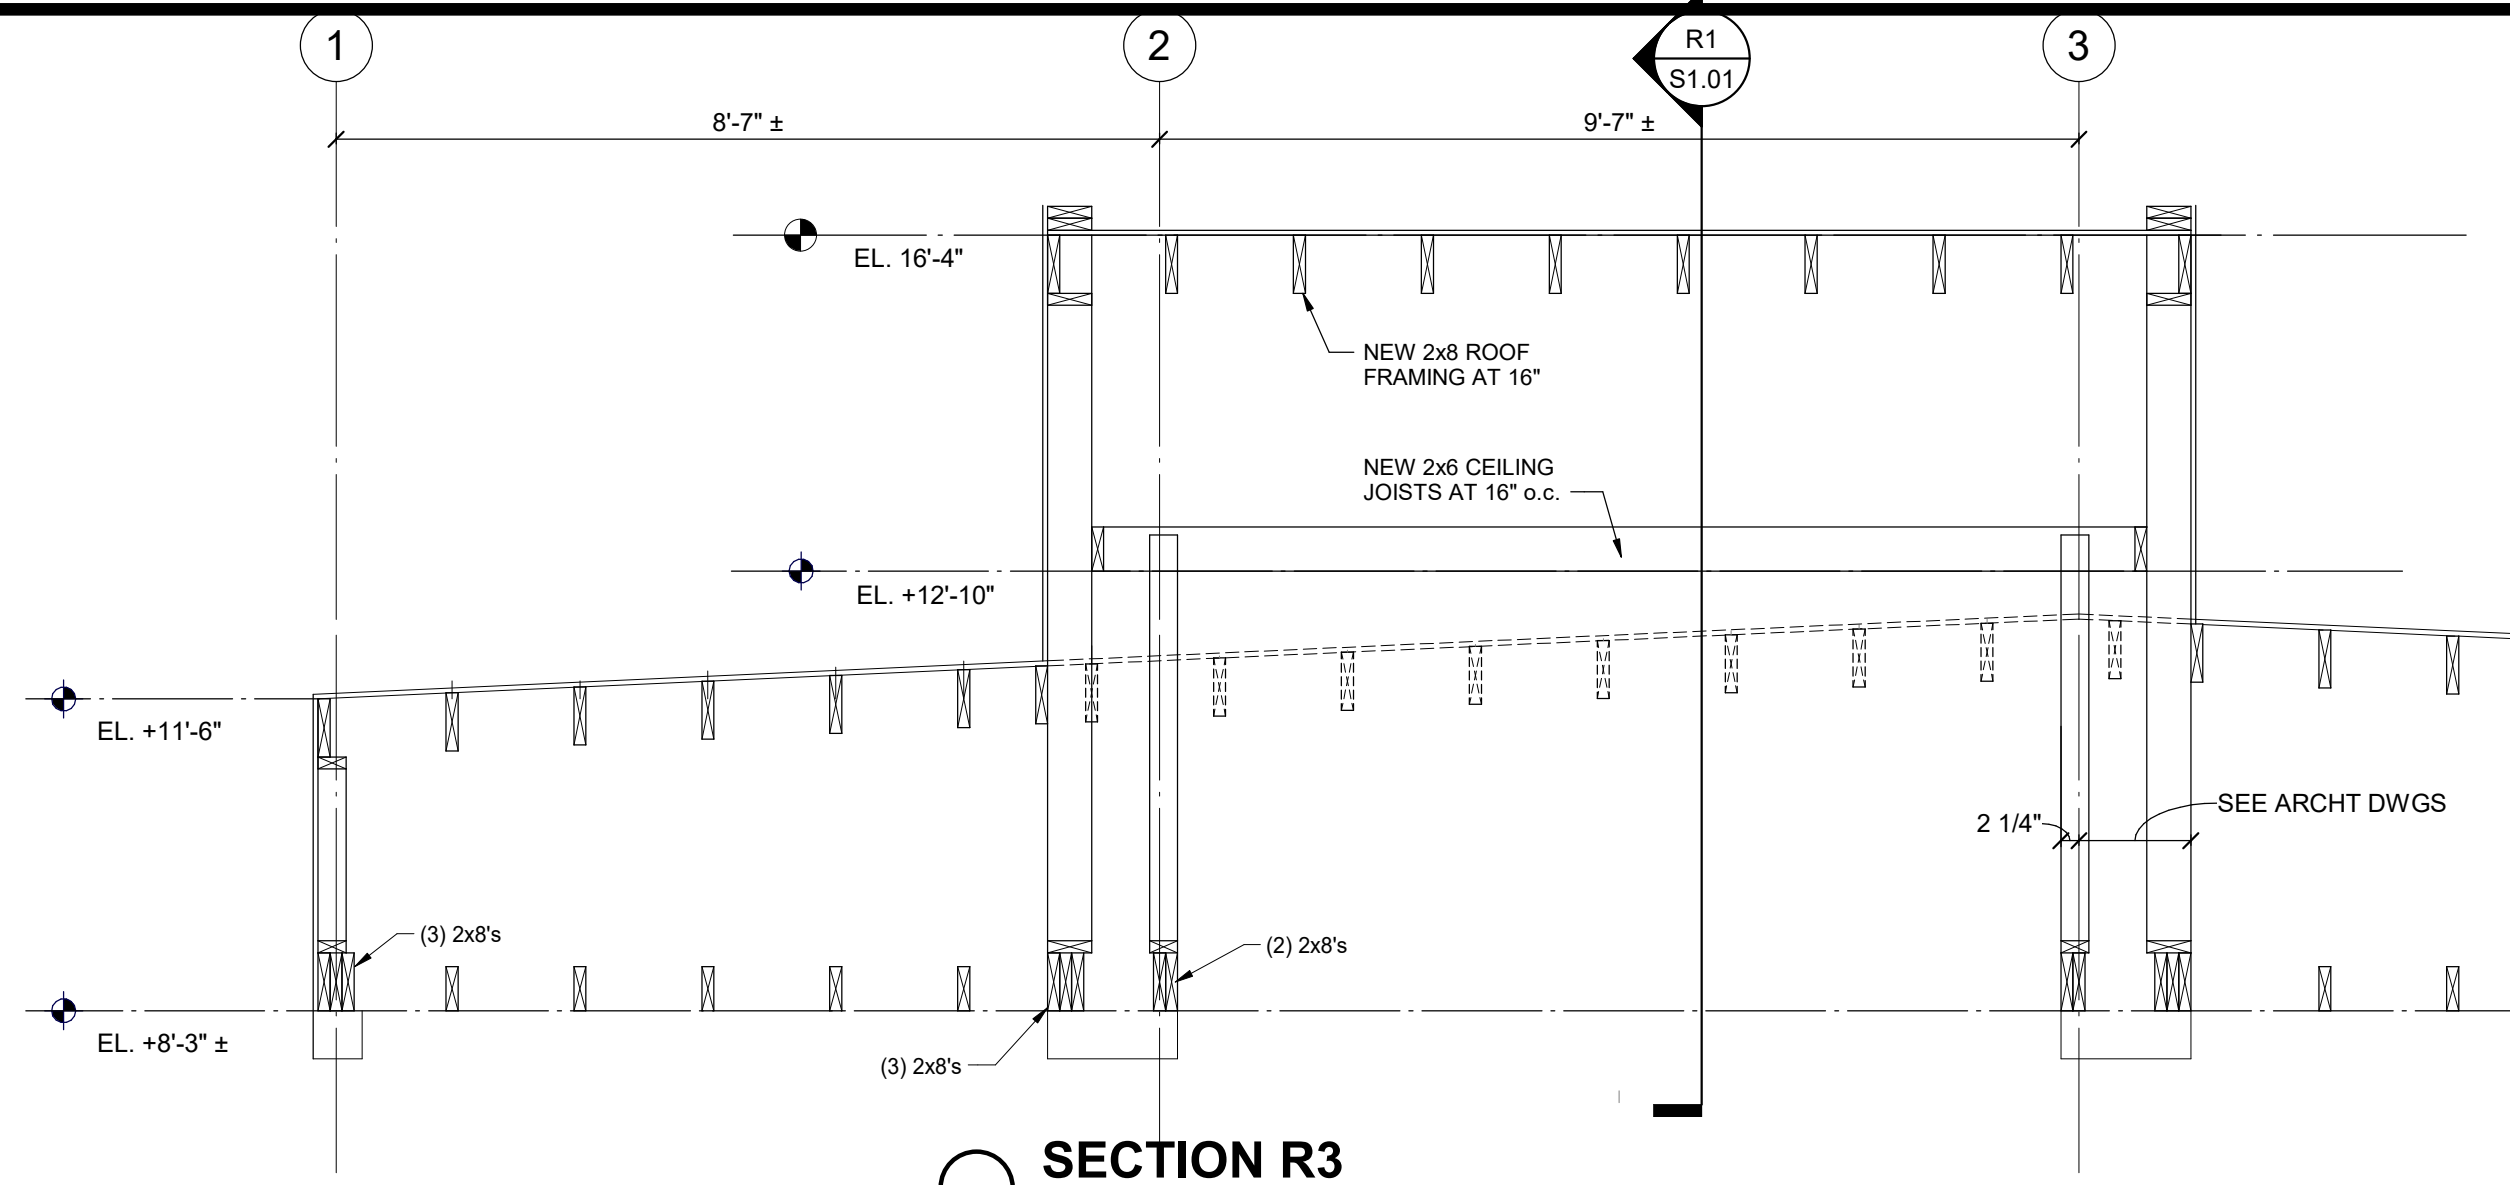 1
2
R1
S1.01
3
8'-7" ±
9'-7" ±
EL. 16'-4"
NEW 2x8 ROOF
FRAMING AT 16"
NEW 2x6 CEILING
JOISTS AT 16" o.c.
EL. +12'-10"
EL. +11'-6"
SEE ARCHT DWGS
2 1/4"
(3) 2x8's
(2) 2x8's
EL. +8'-3" ±
(3) 2x8's
SECTION R3